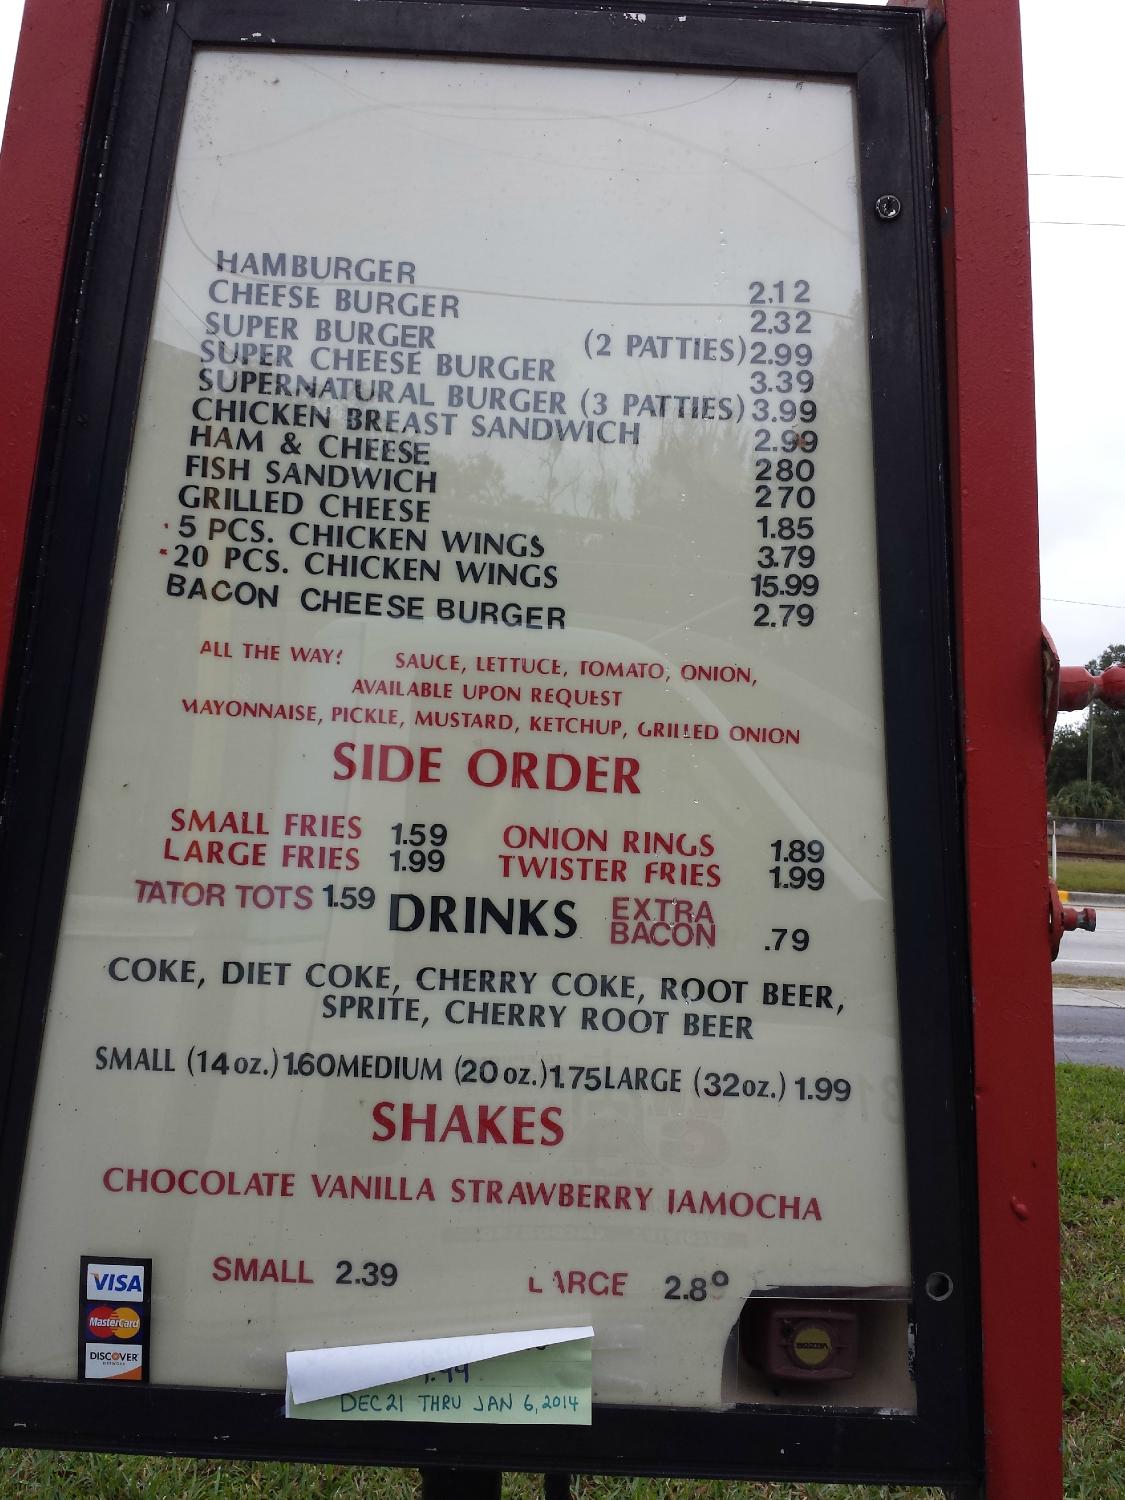 HAMBURGER 2.12
CHEESE BURGER 2.32
SUPER BURGER (2 PATTIES) 2.99
SUPER CHEESE BURGER 3.39
SUPERNATURAL BURGER (3 PATTIES) 3.99
CHICKEN BREAST SANDWICH 2.99
HAM & CHEESE 280
FISH SANDWICH 270
GRILLED CHEESE 1.85
5 PCS. CHICKEN WINGS 3.79
20 PCS. CHICKEN WINGS 15.99
BACON CHEESE BURGER 2.79
ALL THE WAY? SAUCE, LETTUCE, TOMATO, ONION,
AVAILABLE UPON REQUEST
MAYONNAISE, PICKLE, MUSTARD, KETCHUP, GRILLED ONION
SIDE ORDER
SMALL FRIES 1.59 ONION RINGS 1.89
LARGE FRIES 1.99 TWISTER FRIES 1.99
TATOR TOTS 1.59
EXTRA
BACON .79
DRINKS
COKE, DIET COKE, CHERRY COKE, ROOT BEER,
SPRITE, CHERRY ROOT BEER
SMALL (14 oz.) 1.60 MEDIUM (20 oz.) 1.75 LARGE (32 oz.) 1.99
SHAKES
CHOCOLATE VANILLA STRAWBERRY JAMOCHA
SMALL 2.39 LARGE 2.89
VISA
MasterCard
DISCOVER
NETWORK
DEC 21 THRU JAN 6, 2014